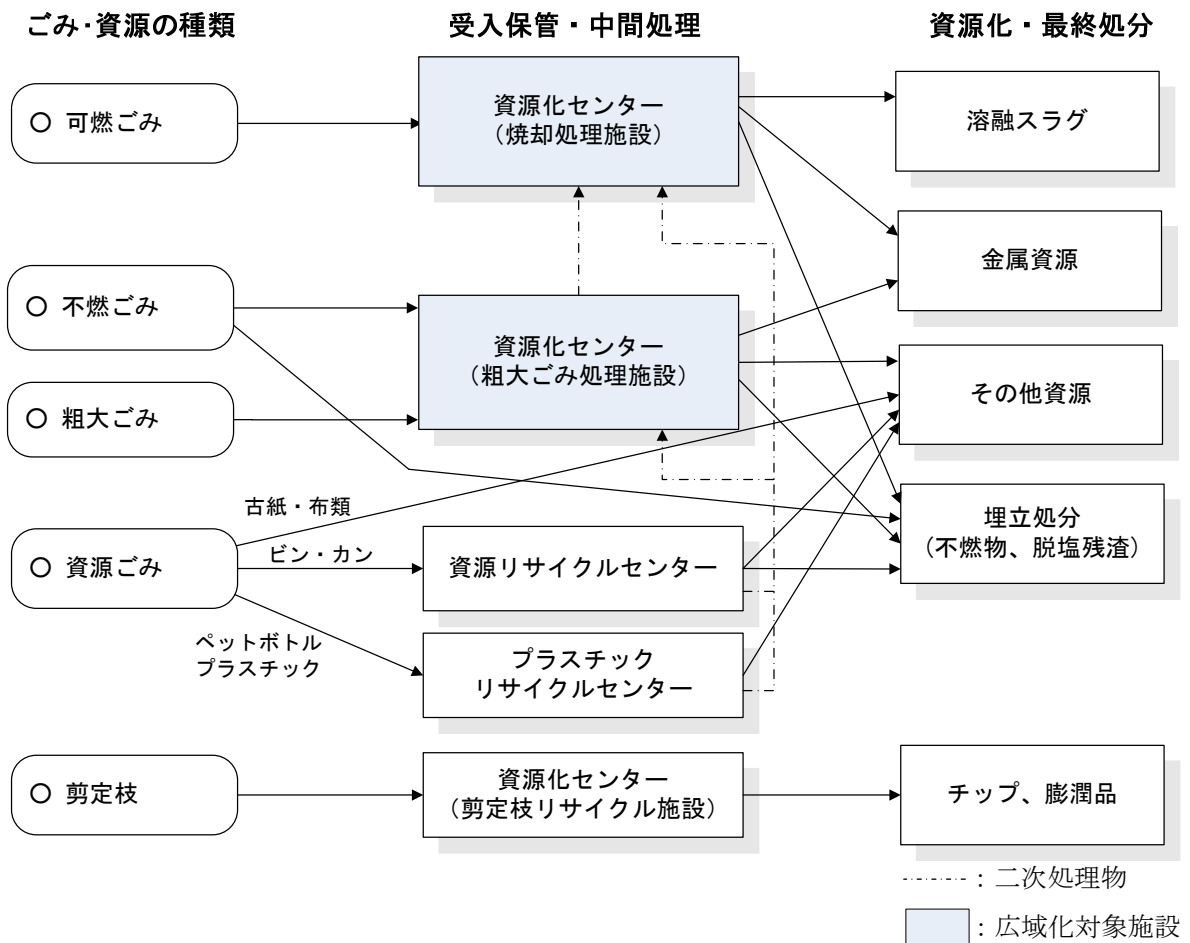 ごみ・資源の種類
受入保管・中間処理
資源化・最終処分
○ 可燃ごみ
資源化センター
（焼却処理施設）
溶融スラグ
金属資源
○ 不燃ごみ
資源化センター
（粗大ごみ処理施設）
その他資源
○ 粗大ごみ
古紙・布類
埋立処分
（不燃物、脱塩残渣）
○ 資源ごみ
ビン・カン
資源リサイクルセンター
ペットボトル
プラスチック
プラスチック
リサイクルセンター
○ 剪定枝
資源化センター
（剪定枝リサイクル施設）
チップ、膨潤品
：二次処理物
：広域化対象施設